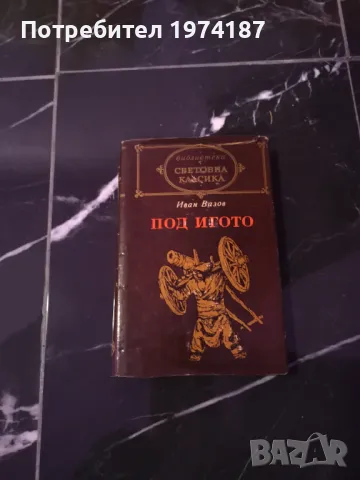 Потребител 1974187
библиотека
СВЕТОВНА
КЛАСИКА
Иван Вазов
ПОД ИГОТО
BAZAR